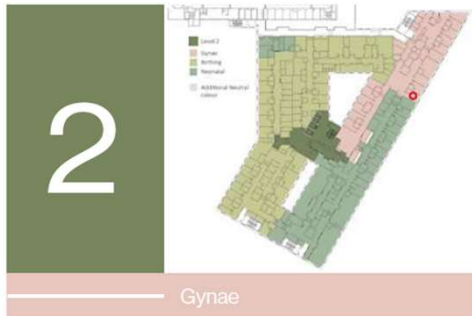 2
Level 2
Gynae
Birthing
Neonatal
Additional Neutral
colour
Gynae